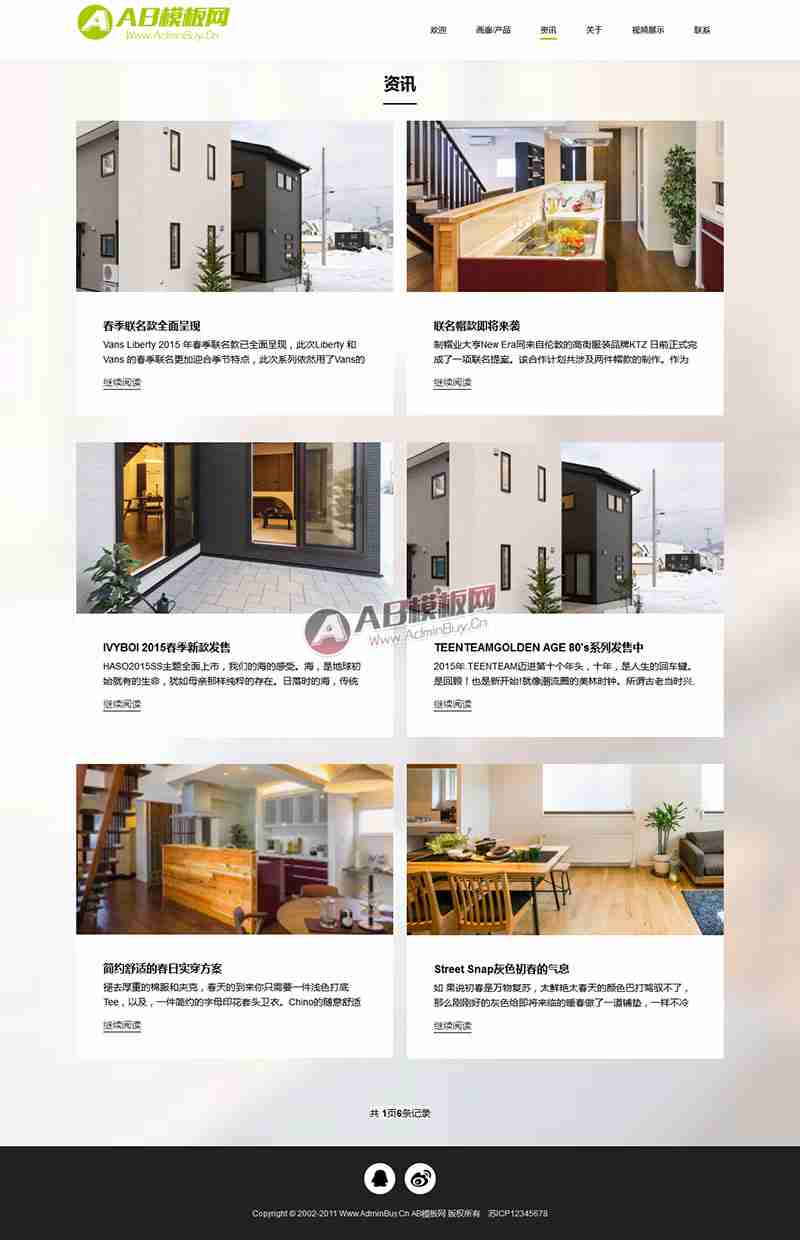 AB模板网
Www.AdminBuy.Cn
欢迎 画廊/产品 资讯 关于 视频展示 联系
资讯
春季联名款全面呈现
Vans Liberty 2015 年春季联名款已全面呈现，此次Liberty 和
Vans 的春季联名更加迎合季节特点，此次系列依然用了Vans的
继续阅读
联名帽款即将来袭
制帽业大亨New Era同来自伦敦的高街服装品牌KTZ 日前正式完
成了一项联名提案。该合作计划共涉及两件帽款的制作。作为
继续阅读
IVYBOI 2015春季新款发售
HASO2015SS主题全面上市，我们的海的感受。海，是地球初
始就有的生命，犹如母亲那样纯粹的存在。日落时的海，传统
继续阅读
TEENTEAMGOLDEN AGE 80's系列发售中
2015年 TEENTEAM迈进第十个年头，十年，是人生的回车键。
是回顾！也是新开始!就像潮流圈的美林时钟。所谓古老当时兴.
继续阅读
AB模板网
Www.AdminBuy.Cn
简约舒适的春日实穿方案
褪去厚重的棉服和夹克，春天的到来你只需要一件浅色打底
Tee，以及，一件简约的字母印花套头卫衣。Chino的随意舒适
继续阅读
Street Snap灰色初春的气息
如 果说初春是万物复苏，太鲜艳太春天的颜色巴打驾驭不了，
那么刚刚好的灰色给即将来临的暖春做了一道铺垫，一样不冷
继续阅读
共 1页6条记录
Copyright © 2002-2011 Www.AdminBuy.Cn AB模板网 版权所有 苏ICP12345678